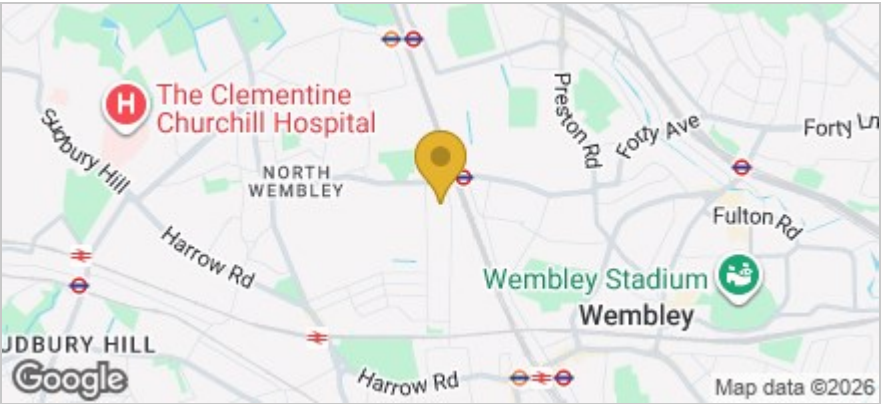 The Clementine
Churchill Hospital
H
Sudbury Hill
NORTH
WEMBLEY
Preston Rd
Forty Ave
Forty Ln
Harrow Rd
Fulton Rd
Wembley Stadium
Wembley
UDBURY HILL
Harrow Rd
Google
Map data ©2026